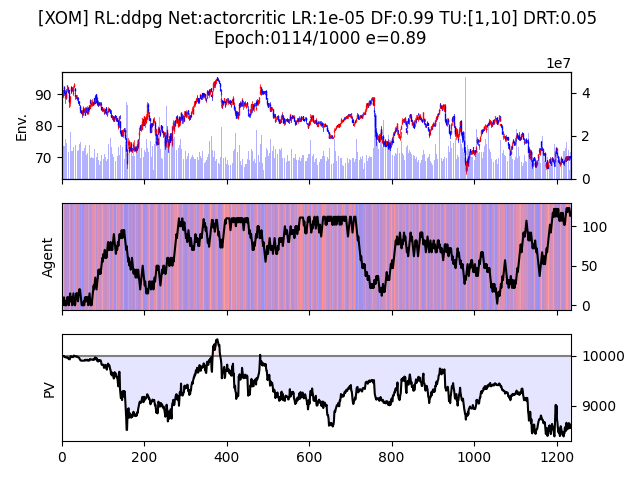 [XOM] RL:ddpg Net:actorcritic LR:1e-05 DF:0.99 TU:[1,10] DRT:0.05
Epoch:0114/1000 e=0.89
1e7
Env.
90
80
70
4
2
0
Agent
100
50
0
PV
10000
9000
0 200 400 600 800 1000 1200